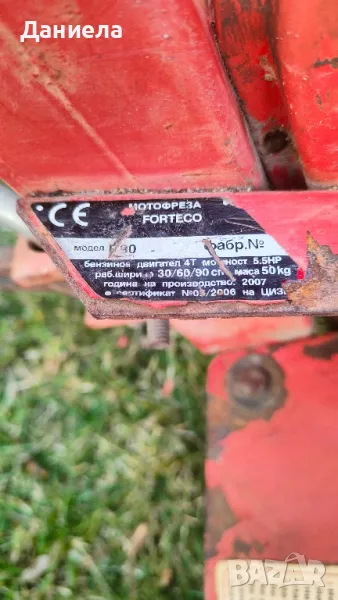 Даниела
CE
МОТОФРЕЗА
FORTECO
модел
фабр.№
бензинов двигател 4Т мощност 5.5HP
раб.ширина 30/60/90 cm маса 50kg
година на производство: 2007
сертификат №03/2006 на ЦИЗ
BAZAR